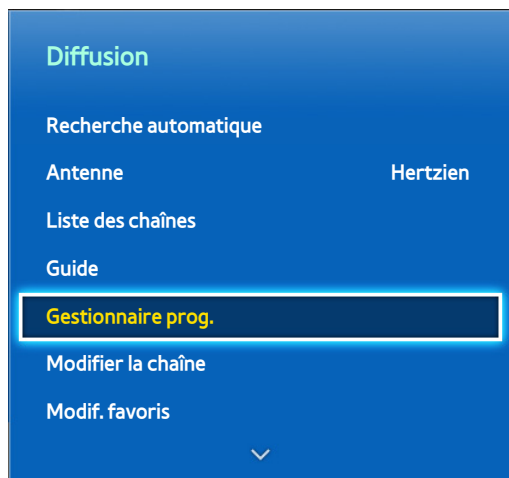 Diffusion
Recherche automatique
Antenne Hertzien
Liste des chaînes
Guide
Gestionnaire prog.
Modifier la chaîne
Modif. favoris